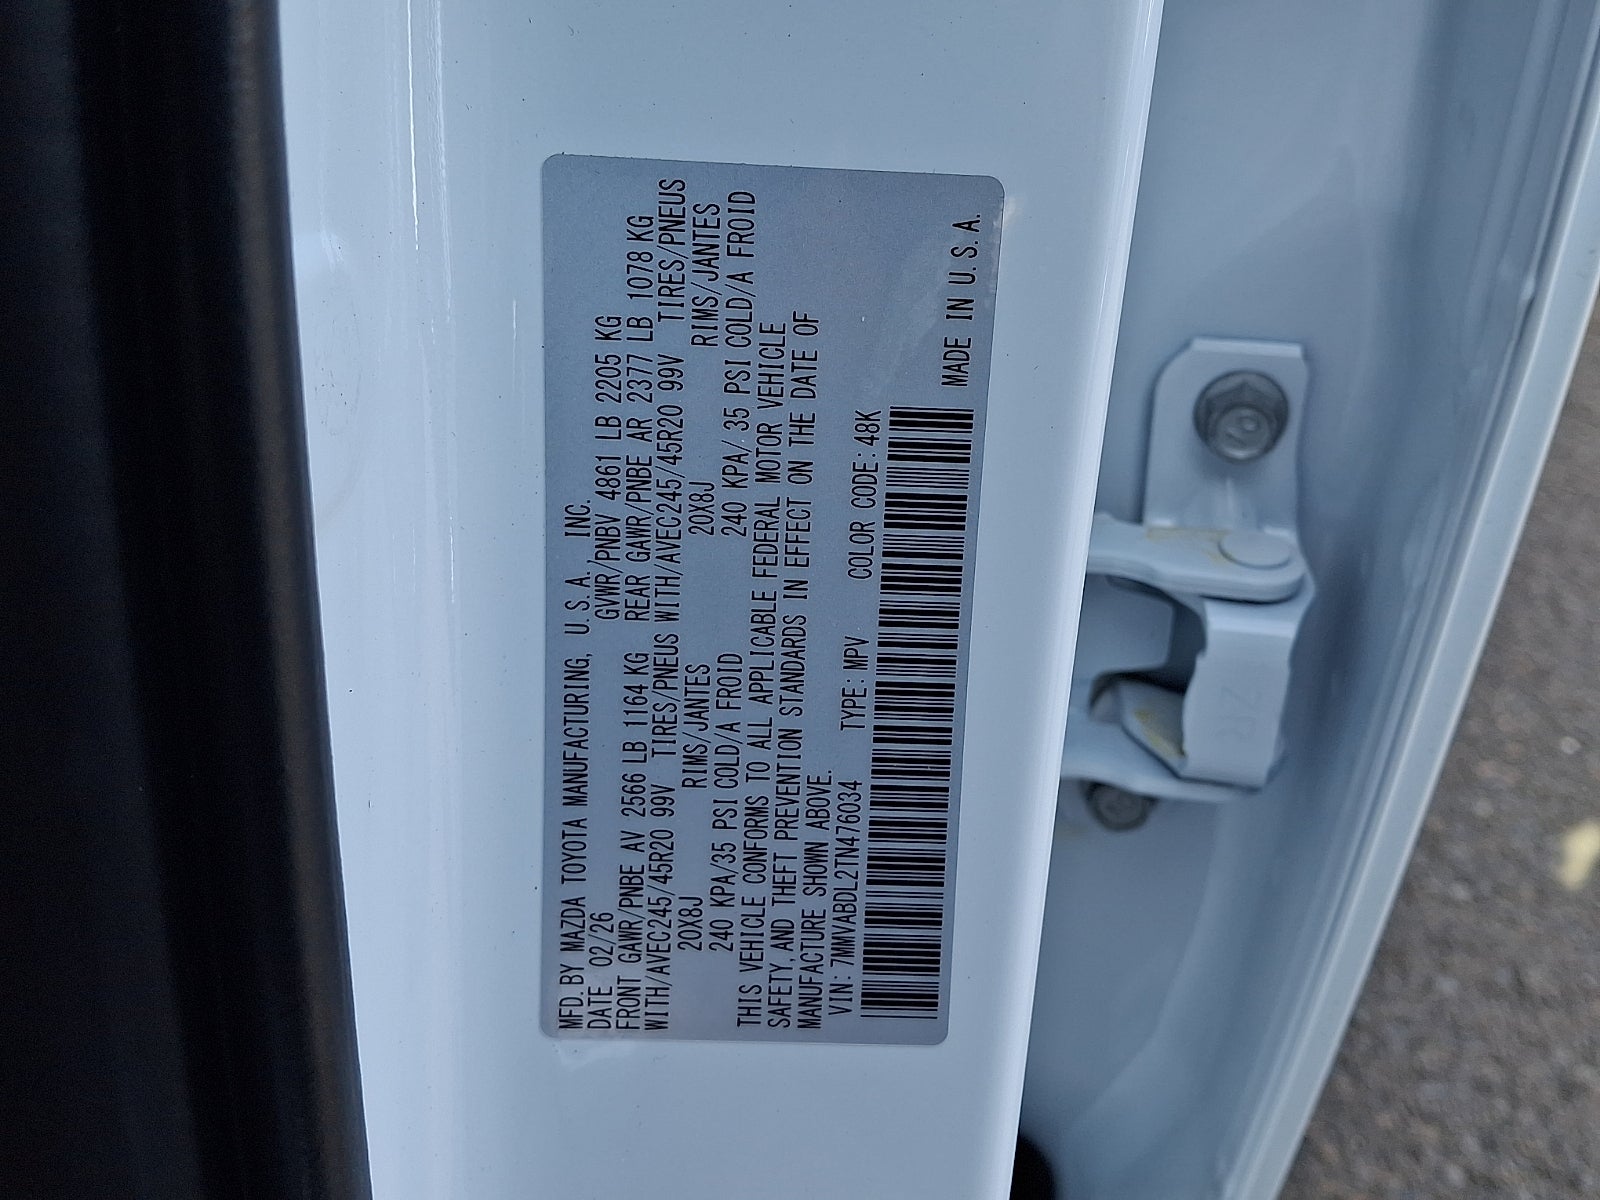 MFD.BY MAZDA TOYOTA MANUFACTURING, U.S.A., INC.
DATE 02/26 GVWR/PNBV 4861 LB 2205 KG
FRONT GAWR/PNBE AV 2566 LB 1164 KG REAR GAWR/PNBE AR 2377 LB 1078 KG
WITH/AVEC245/45R20 99V TIRES/PNEUS WITH/AVEC245/45R20 99V TIRES/PNEUS
20X8J RIMS/JANTES 20X8J RIMS/JANTES
240 KPA/35 PSI COLD/A FROID 240 KPA/ 35 PSI COLD/A FROID
THIS VEHICLE CONFORMS TO ALL APPLICABLE FEDERAL MOTOR VEHICLE
SAFETY, AND THEFT PREVENTION STANDARDS IN EFFECT ON THE DATE OF
MANUFACTURE SHOWN ABOVE.
VIN: 7MMVABDL2TN476034 TYPE: MPV COLOR CODE: 48K
MADE IN U.S.A.
ZR